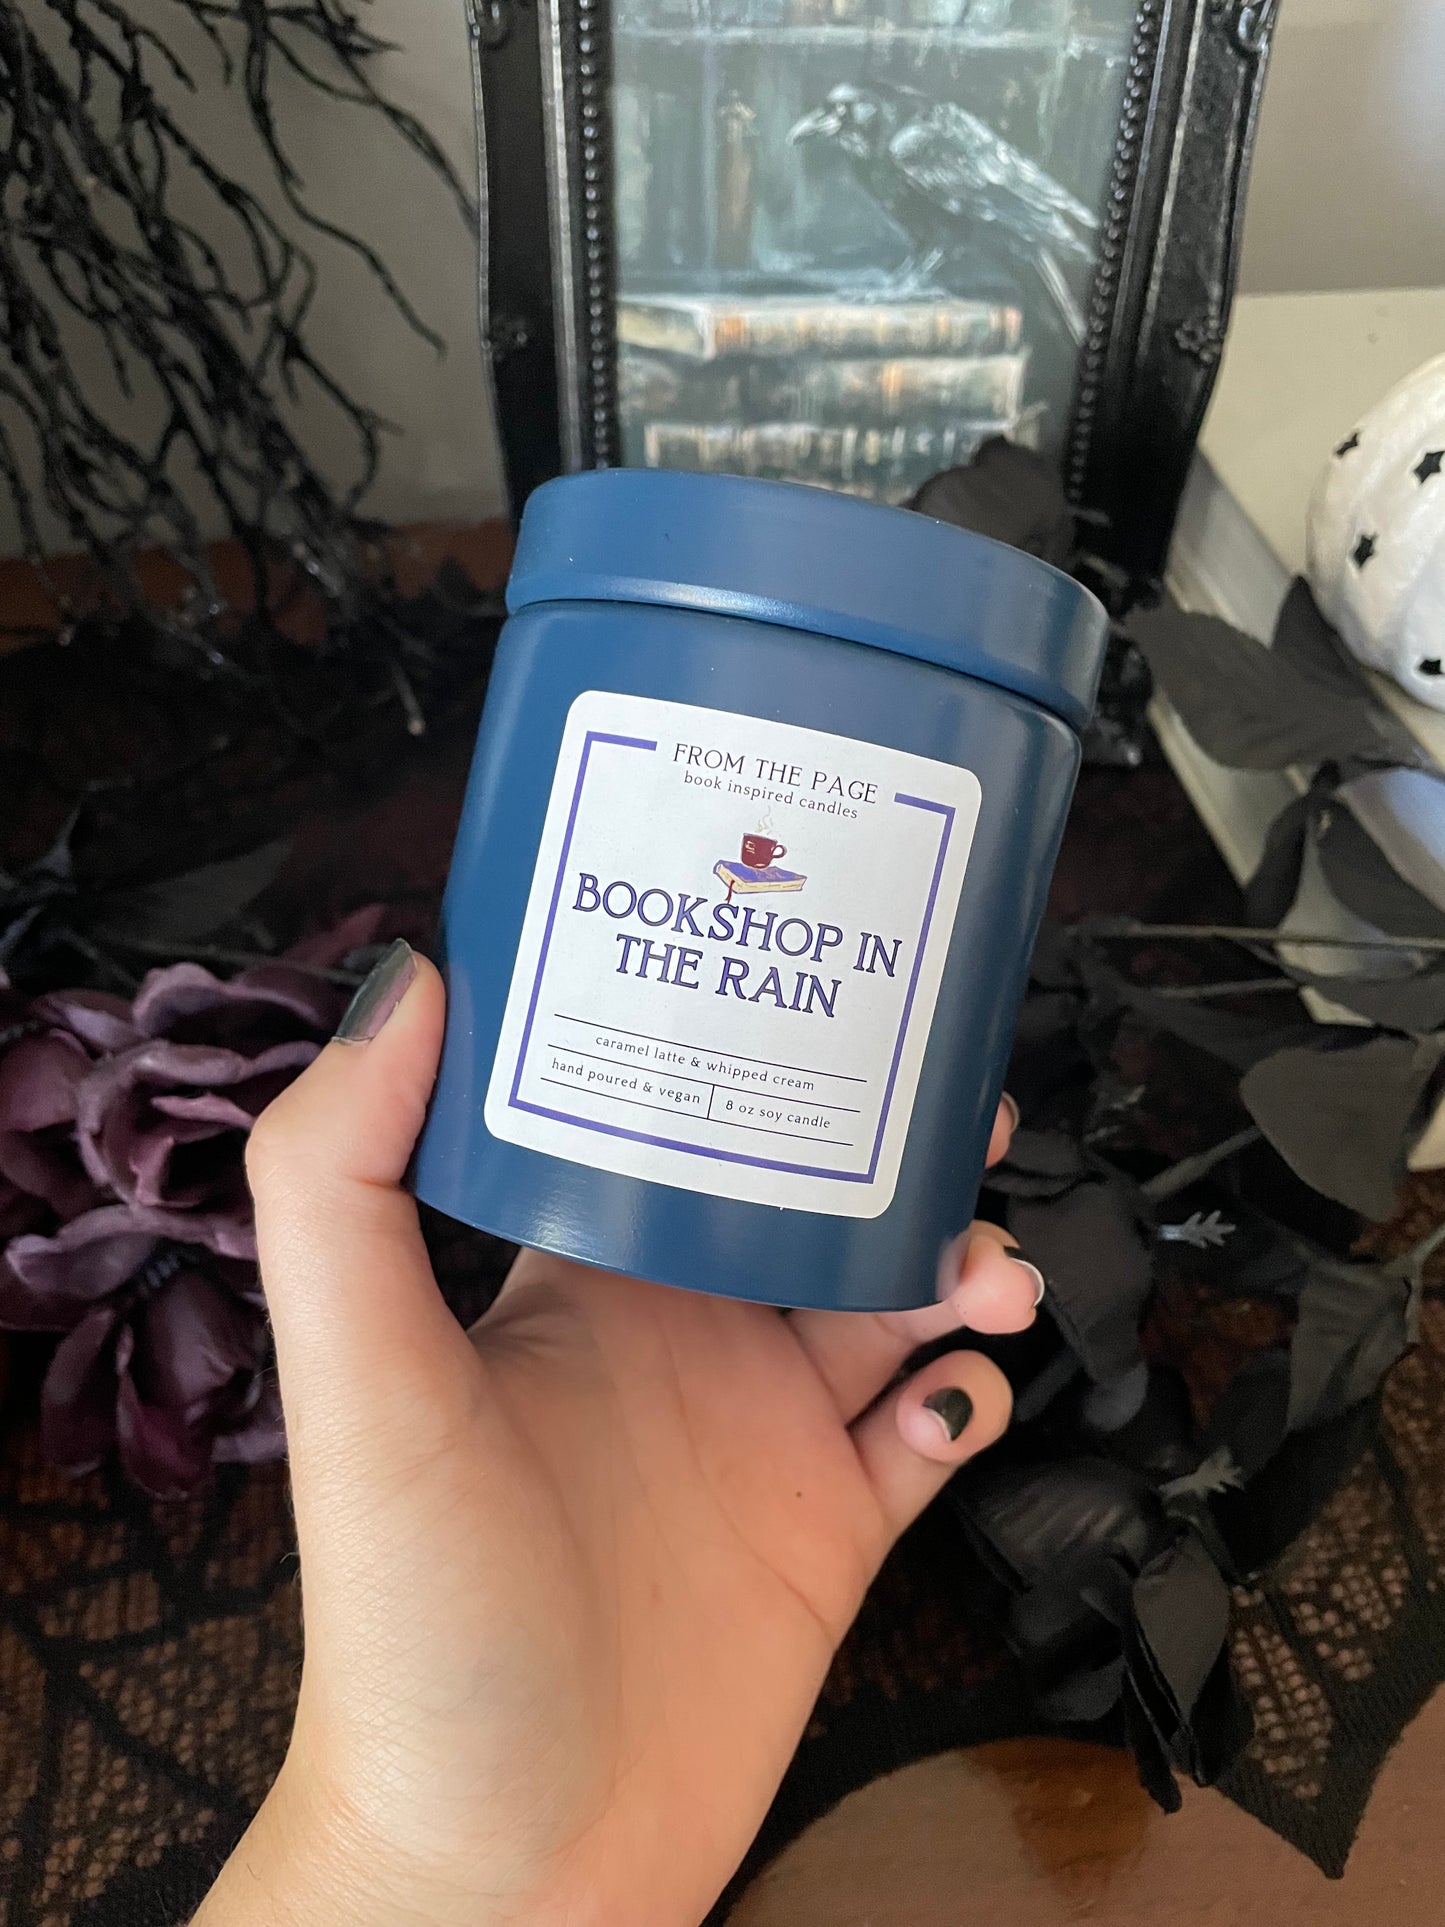 FROM THE PAGE
book inspired candles
BOOKSHOP IN
THE RAIN
caramel latte & whipped cream
hand poured & vegan
8 oz soy candle